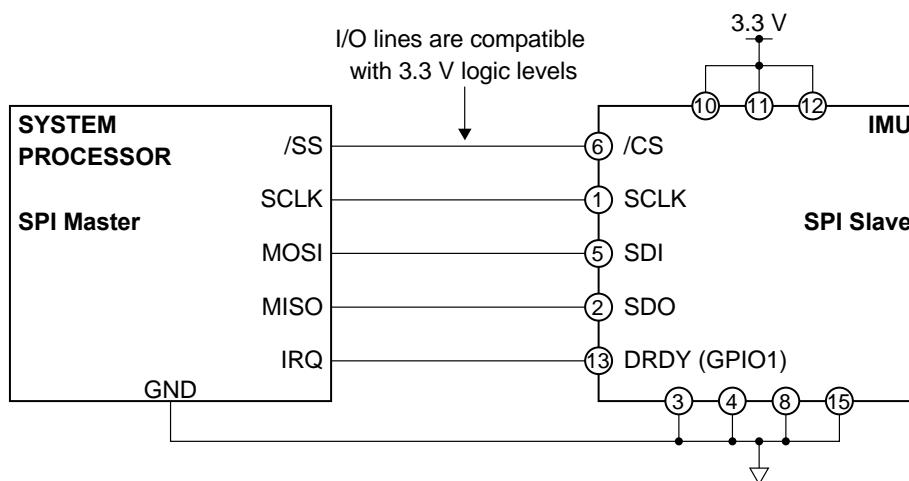 3.3 V
I/O lines are compatible
with 3.3 V logic levels
10 11 12
SYSTEM
PROCESSOR
SPI Master
IMU
SPI Slave
/SS 6 /CS
SCLK 1 SCLK
MOSI 5 SDI
MISO 2 SDO
IRQ 13 DRDY (GPIO1)
GND
3 4 8 15